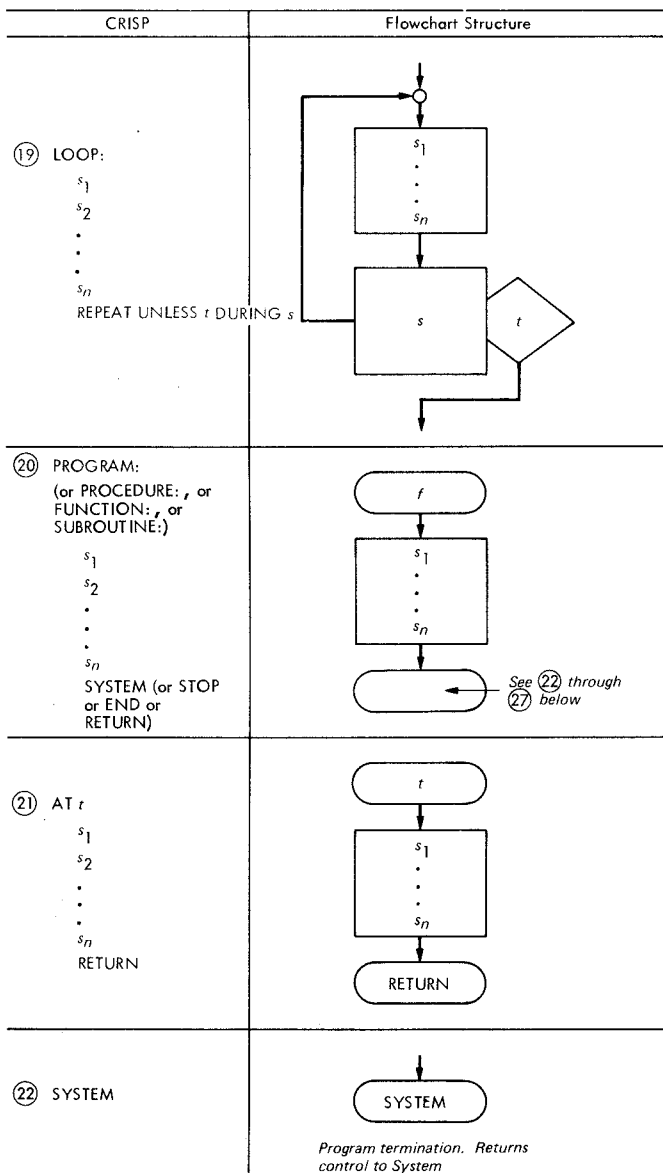 CRISP
Flowchart Structure
19 LOOP:
s1
s2
.
.
.
sn
REPEAT UNLESS t DURING s
s1
.
.
.
sn
s
t
20 PROGRAM:
(or PROCEDURE: , or
FUNCTION: , or
SUBROUTINE:)
s1
s2
.
.
.
sn
SYSTEM (or STOP
or END or
RETURN)
f
s1
.
.
.
sn
See 22 through
27 below
21 AT t
s1
s2
.
.
.
sn
RETURN
t
s1
.
.
.
sn
RETURN
22 SYSTEM
SYSTEM
Program termination. Returns
control to System